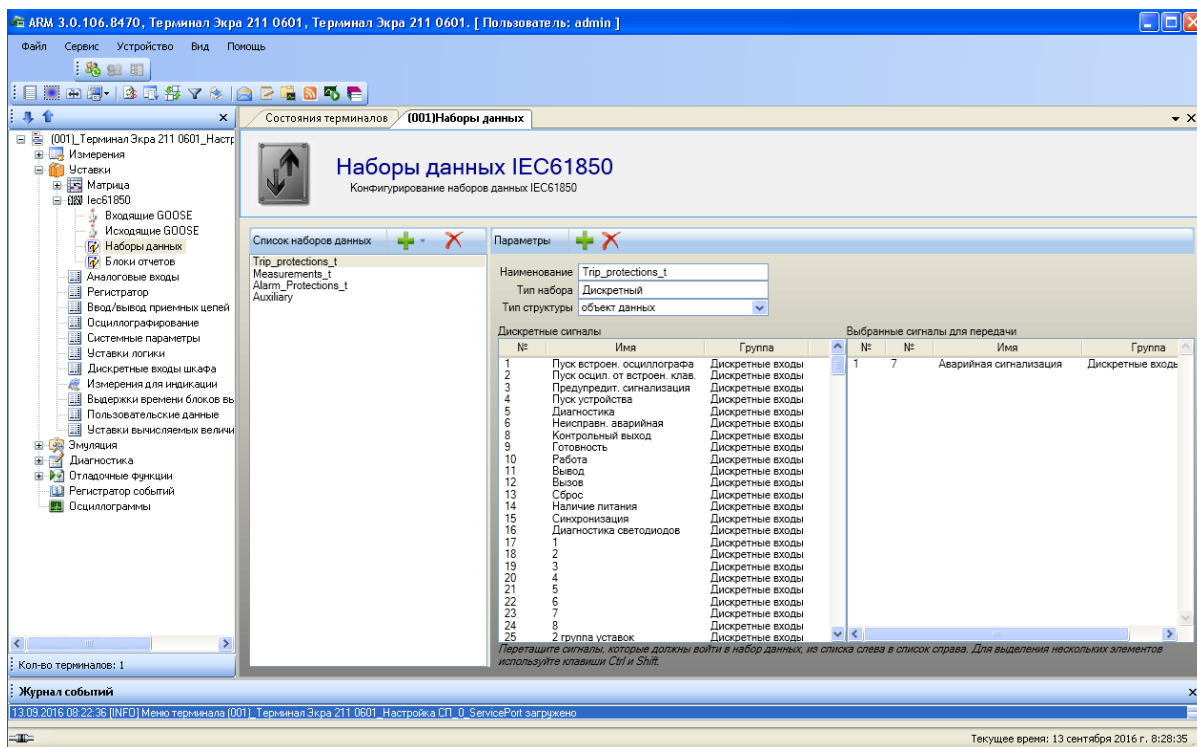 ARM 3.0.106.8470, Терминал Экра 211 0601, Терминал Экра 211 0601. [ Пользователь: admin ]
Файл Сервис Устройство Вид Помощь
Состояния терминалов (001)Наборы данных
(001)_Терминал Экра 211 0601_Настр
Измерения
Уставки
Матрица
Iec61850
Входящие GOOSE
Исходящие GOOSE
Наборы данных
Блоки отчетов
Аналоговые входы
Регистратор
Ввод/вывод приемных цепей
Осциллографирование
Системные параметры
Уставки логики
Дискретные входы шкафа
Измерения для индикации
Выдержки времени блоков вы
Пользовательские данные
Уставки вычисляемых величи
Эмуляция
Диагностика
Отладочные функции
Регистратор событий
Осциллограммы
Кол-во терминалов: 1
Наборы данных IEC61850
Конфигурирование наборов данных IEC61850
Список наборов данных
Trip_protections_t
Measurements_t
Alarm_Protections_t
Auxiliary
Параметры
Наименование Trip_protections_t
Тип набора Дискретный
Тип структуры объект данных
Дискретные сигналы
№ Имя Группа
1 Пуск встроен. осциллографа Дискретные входы
2 Пуск осцил. от встроен. клав. Дискретные входы
3 Предупредит. сигнализация Дискретные входы
4 Пуск устройства Дискретные входы
5 Диагностика Дискретные входы
6 Неисправн. аварийная Дискретные входы
8 Контрольный выход Дискретные входы
9 Готовность Дискретные входы
10 Работа Дискретные входы
11 Вывод Дискретные входы
12 Вызов Дискретные входы
13 Сброс Дискретные входы
14 Наличие питания Дискретные входы
15 Синхронизация Дискретные входы
16 Диагностика светодиодов Дискретные входы
17 1 Дискретные входы
18 2 Дискретные входы
19 3 Дискретные входы
20 4 Дискретные входы
21 5 Дискретные входы
22 6 Дискретные входы
23 7 Дискретные входы
24 8 Дискретные входы
25 2 группа уставок Дискретные входы
Выбранные сигналы для передачи
№ № Имя Группа
1 7 Аварийная сигнализация Дискретные входь
Перетащите сигналы, которые должны войти в набор данных, из списка слева в список справа. Для выделения нескольких элементов
используйте клавиши Ctrl и Shift.
Журнал событий
13.09.2016 08:22:36 [INFO] Меню терминала (001)_Терминал Экра 211 0601_Настройка СП_0_ServicePort загружено
Текущее время: 13 сентября 2016 г. 8:28:35